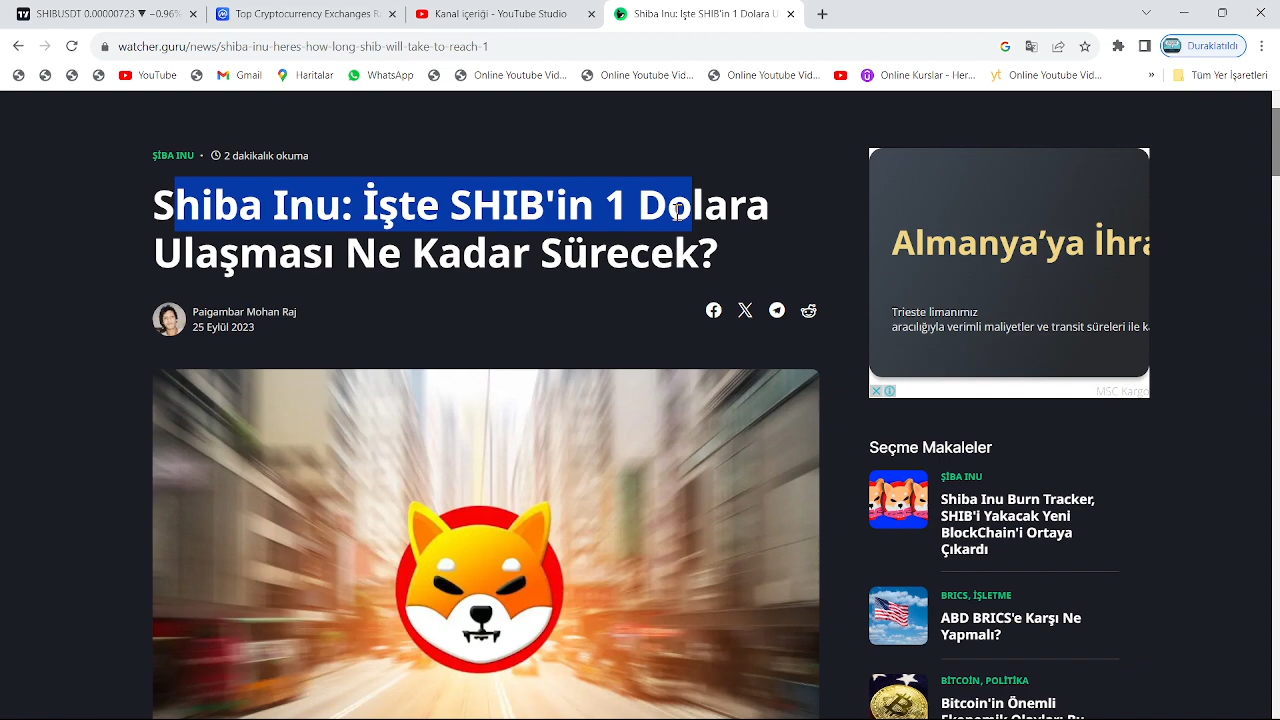 SHIBUSDT 0.00000723 ▼ −0.96%
Top Cryptocurrency Exchanges R
Kanal içeriği - YouTube Studio
Shiba Inu: İşte SHIB'in 1 Dolara U
watcher.guru/news/shiba-inu-heres-how-long-shib-will-take-to-reach-1
Duraklatıldı
YouTube
Gmail
Haritalar
WhatsApp
Online Youtube Vid...
Online Youtube Vid...
Online Youtube Vid...
Online Kurslar - Her...
yt Online Youtube Vid...
» Tüm Yer İşaretleri
ŞİBA INU • 2 dakikalık okuma
Shiba Inu: İşte SHIB'in 1 Dolara
Ulaşması Ne Kadar Sürecek?
Paigambar Mohan Raj
25 Eylül 2023
Almanya’ya İhra
Trieste limanımız
aracılığıyla verimli maliyetler ve transit süreleri ile k
MSC Kargo
Seçme Makaleler
ŞİBA INU
Shiba Inu Burn Tracker,
SHIB'i Yakacak Yeni
BlockChain'i Ortaya
Çıkardı
BRICS, İŞLETME
ABD BRICS'e Karşı Ne
Yapmalı?
BİTCOİN, POLİTİKA
Bitcoin'in Önemli
Ekonomik Olayları Bu